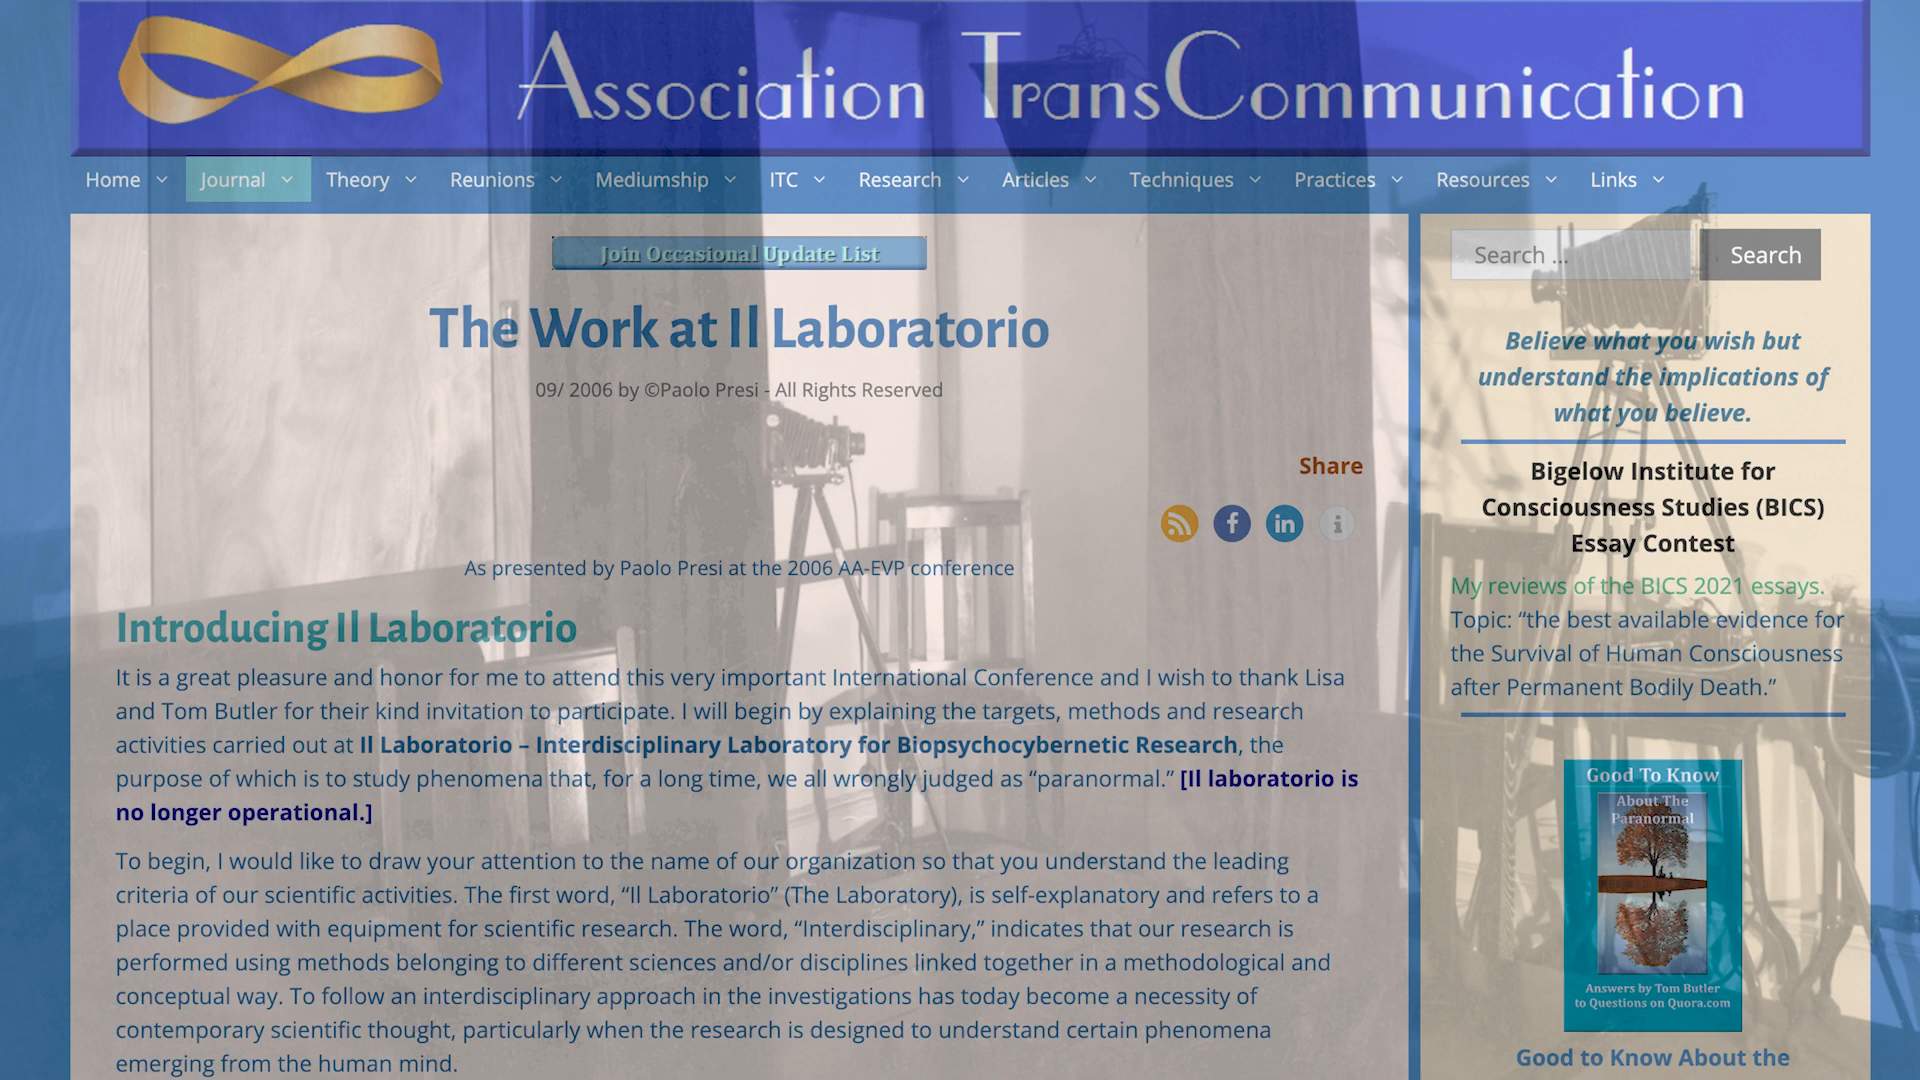 Association TransCommunication
Home Journal Theory Reunions Mediumship ITC Research Articles Techniques Practices Resources Links
Join Occasional Update List
The Work at Il Laboratorio
09/ 2006 by ©Paolo Presi - All Rights Reserved
Share
As presented by Paolo Presi at the 2006 AA-EVP conference
Introducing Il Laboratorio
It is a great pleasure and honor for me to attend this very important International Conference and I wish to thank Lisa
and Tom Butler for their kind invitation to participate. I will begin by explaining the targets, methods and research
activities carried out at Il Laboratorio – Interdisciplinary Laboratory for Biopsychocybernetic Research, the
purpose of which is to study phenomena that, for a long time, we all wrongly judged as “paranormal.” [Il laboratorio is
no longer operational.]
To begin, I would like to draw your attention to the name of our organization so that you understand the leading
criteria of our scientific activities. The first word, “Il Laboratorio” (The Laboratory), is self-explanatory and refers to a
place provided with equipment for scientific research. The word, “Interdisciplinary,” indicates that our research is
performed using methods belonging to different sciences and/or disciplines linked together in a methodological and
conceptual way. To follow an interdisciplinary approach in the investigations has today become a necessity of
contemporary scientific thought, particularly when the research is designed to understand certain phenomena
emerging from the human mind.
Search ... Search
Believe what you wish but
understand the implications of
what you believe.
Bigelow Institute for
Consciousness Studies (BICS)
Essay Contest
My reviews of the BICS 2021 essays.
Topic: “the best available evidence for
the Survival of Human Consciousness
after Permanent Bodily Death.”
Good To Know
About The
Paranormal
Answers by Tom Butler
to Questions on Quora.com
Good to Know About the